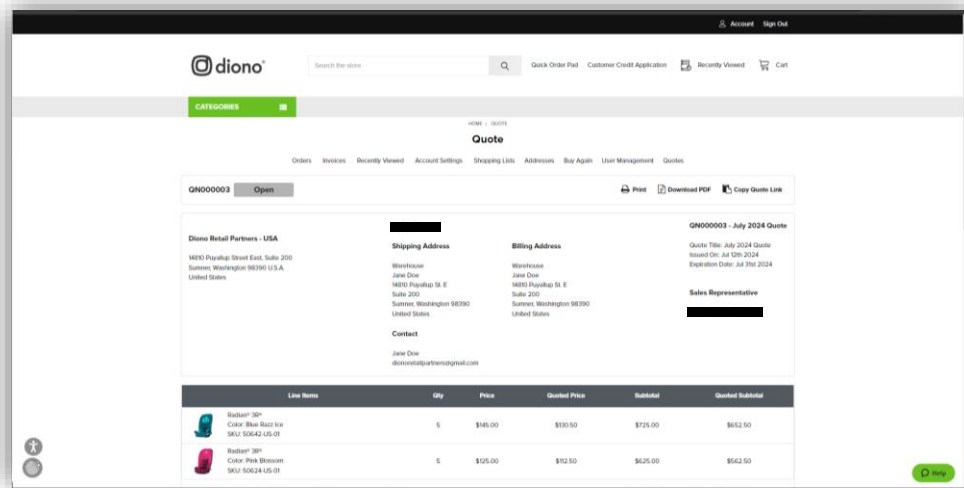 Account Sign Out
diono®
Search the store
Quick Order Pad Customer Credit Application Recently Viewed Cart
CATEGORIES
HOME / QUOTE
Quote
Orders Invoices Recently Viewed Account Settings Shopping Lists Addresses Buy Again User Management Quotes
QN000003 Open
Print Download PDF Copy Quote Link
Diono Retail Partners - USA
14810 Puyallup Street East, Suite 200
Sumner, Washington 98390 U.S.A.
United States
Shipping Address
Warehouse
Jane Doe
14810 Puyallup St. E
Suite 200
Sumner, Washington 98390
United States
Contact
Jane Doe
dionoretailpartners@gmail.com
Billing Address
Warehouse
Jane Doe
14810 Puyallup St. E
Suite 200
Sumner, Washington 98390
United States
QN000003 - July 2024 Quote
Quote Title: July 2024 Quote
Issued On: Jul 12th 2024
Expiration Date: Jul 31st 2024
Sales Representative
Line Items Qty Price Quoted Price Subtotal Quoted Subtotal
Radian® 3R®
Color: Blue Razz Ice
SKU: 50642-US-01
5 $145.00 $130.50 $725.00 $652.50
Radian® 3R®
Color: Pink Blossom
SKU: 50624-US-01
5 $125.00 $112.50 $625.00 $562.50
Help